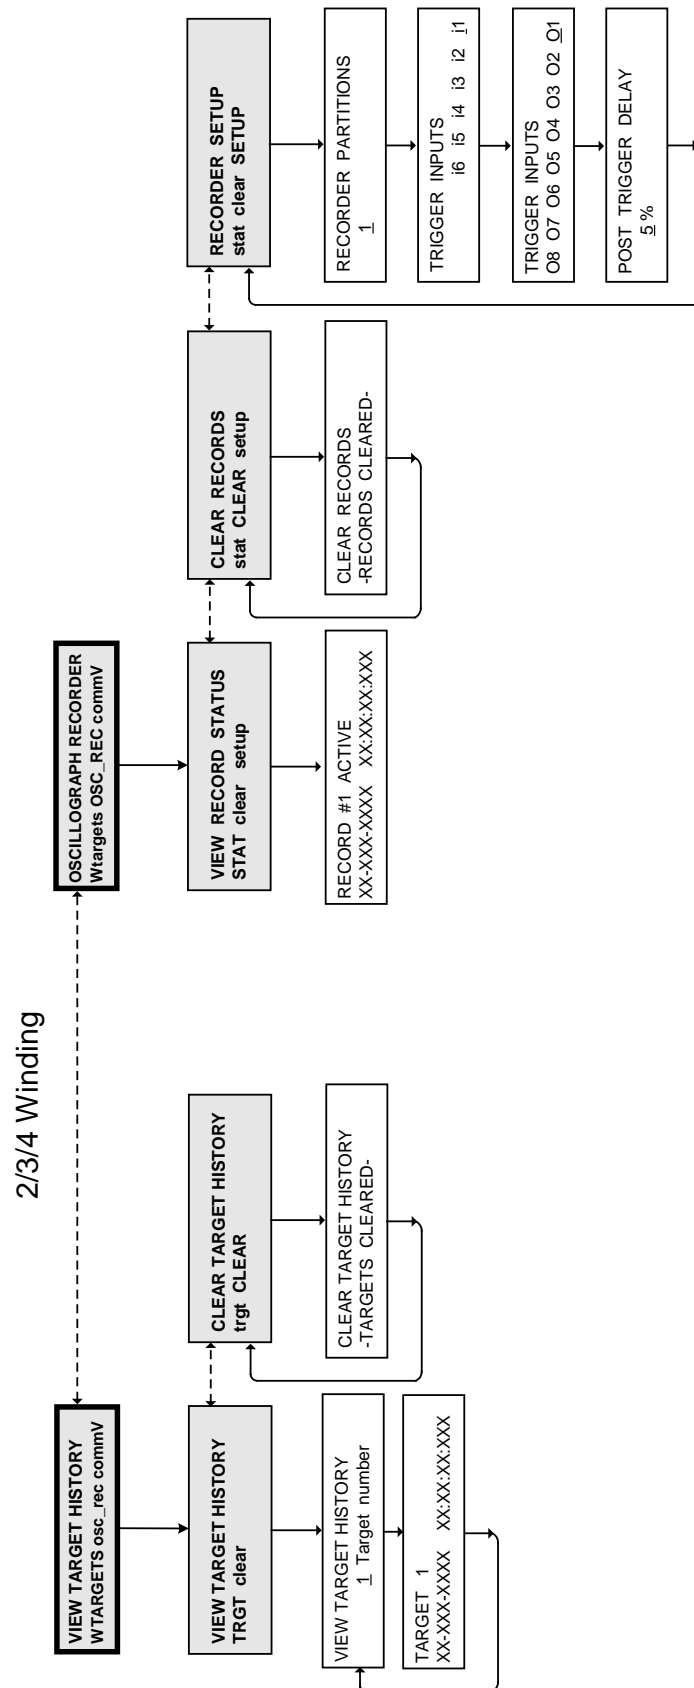 2/3/4 Winding
VIEW TARGET HISTORY
WTARGETS osc_rec commV
VIEW TARGET HISTORY
TRGT clear
VIEW TARGET HISTORY
1 Target number
TARGET 1
XX-XXX-XXXX XX:XX:XX:XXX
CLEAR TARGET HISTORY
trgt CLEAR
CLEAR TARGET HISTORY
-TARGETS CLEARED-
OSCILLOGRAPH RECORDER
Wtargets OSC_REC commV
VIEW RECORD STATUS
STAT clear setup
RECORD #1 ACTIVE
XX-XXX-XXXX XX:XX:XX:XXX
CLEAR RECORDS
stat CLEAR setup
CLEAR RECORDS
-RECORDS CLEARED-
RECORDER SETUP
stat clear SETUP
RECORDER PARTITIONS
1
TRIGGER INPUTS
i6 i5 i4 i3 i2 i1
TRIGGER INPUTS
O8 O7 O6 O5 O4 O3 O2 O1
POST TRIGGER DELAY
5 %